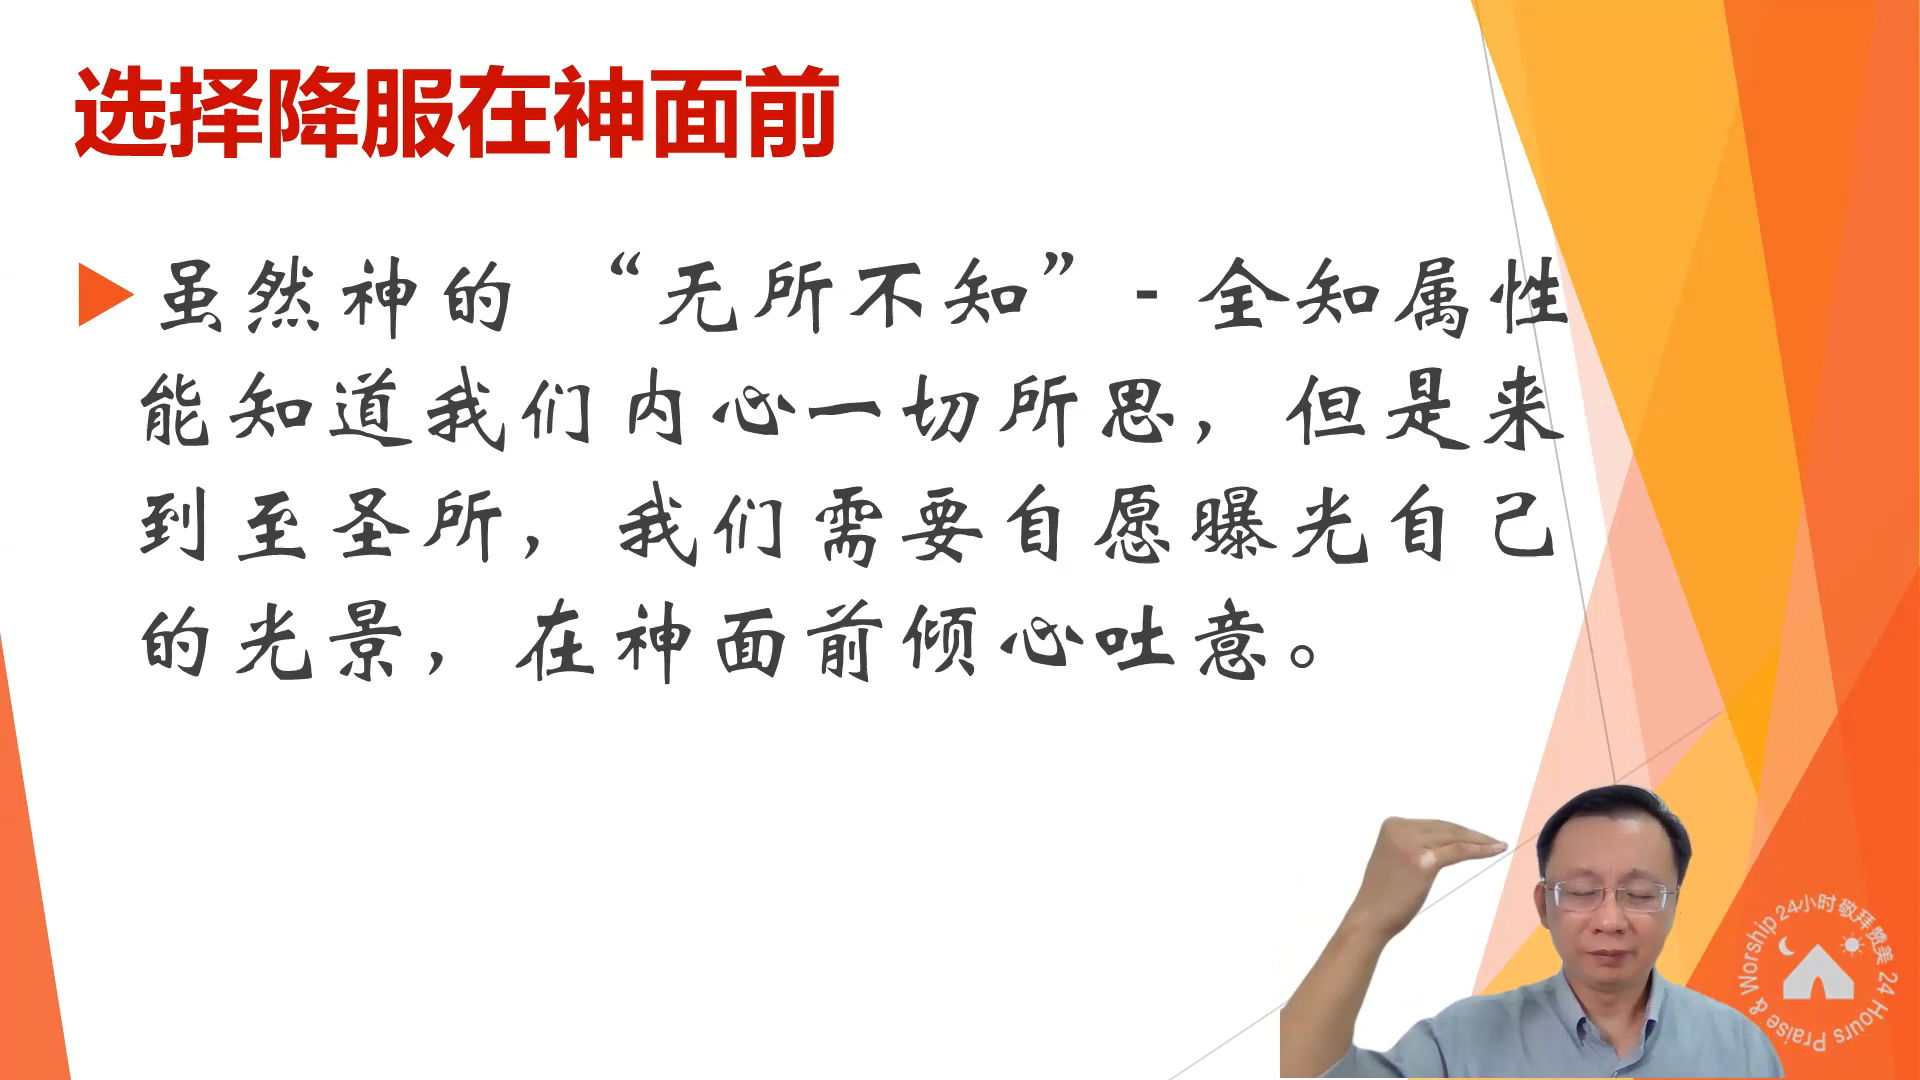 选择降服在神面前
虽然神的 “无所不知” - 全知属性
能知道我们内心一切所思，但是来
到至圣所，我们需要自愿曝光自己
的光景，在神面前倾心吐意。
24小时敬拜赞美 24 Hours Praise & Worship